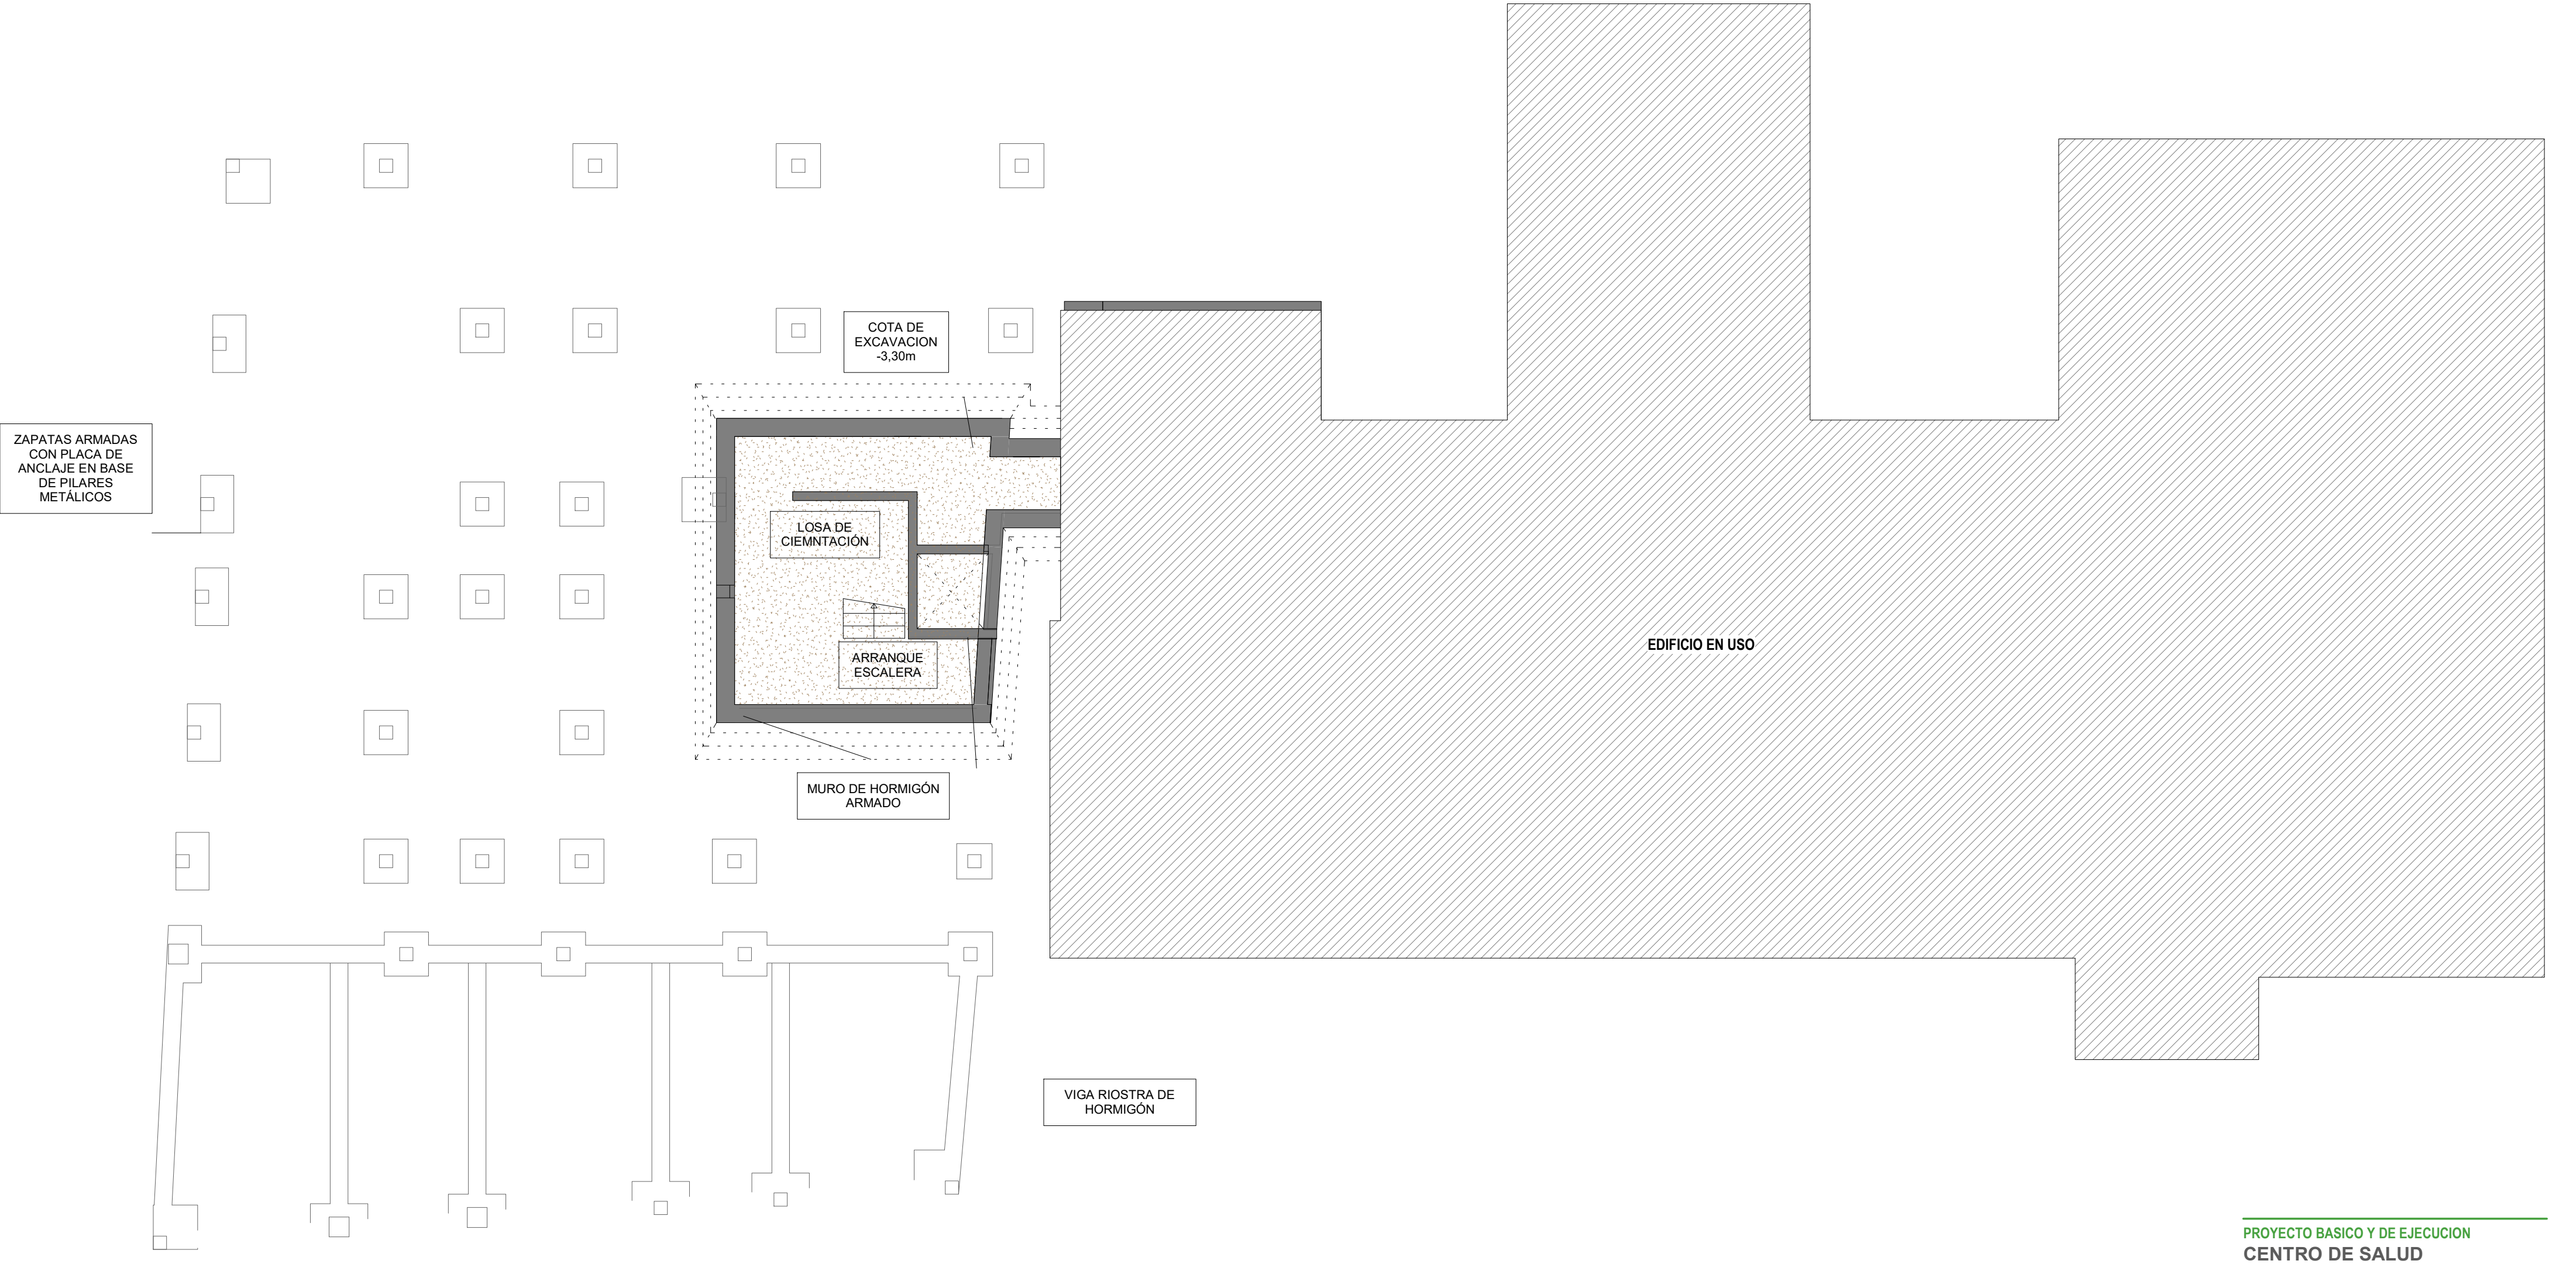 COTA DE
EXCAVACION
-3,30m
ZAPATAS ARMADAS
CON PLACA DE
ANCLAJE EN BASE
DE PILARES
METÁLICOS
LOSA DE
CIEMNTACIÓN
ARRANQUE
ESCALERA
EDIFICIO EN USO
MURO DE HORMIGÓN
ARMADO
VIGA RIOSTRA DE
HORMIGÓN
PROYECTO BASICO Y DE EJECUCION
CENTRO DE SALUD